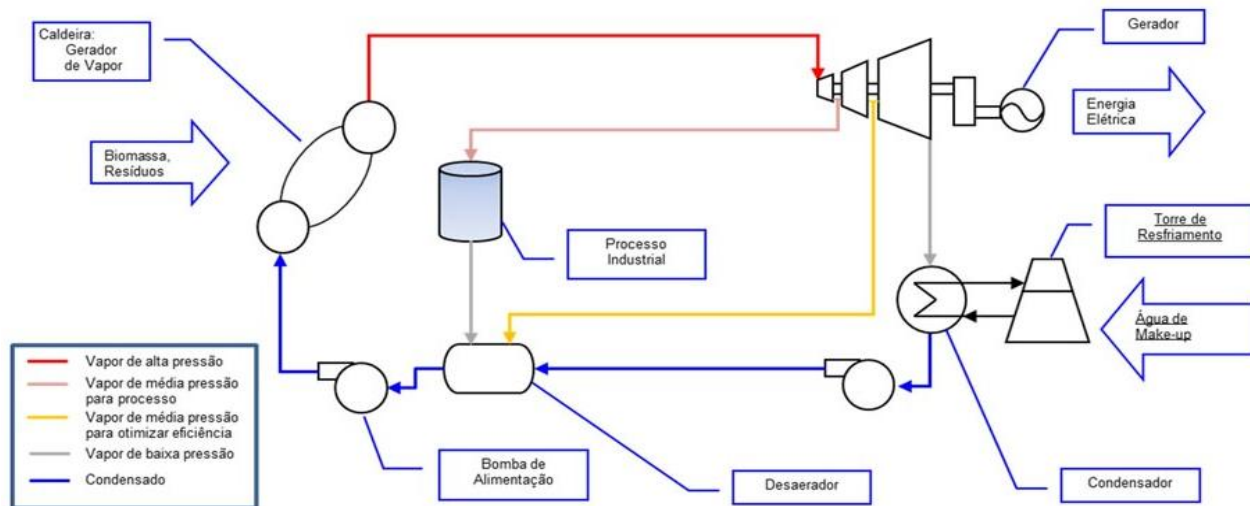 Caldeira:
Gerador
de Vapor
Gerador
Biomassa,
Resíduos
Energia
Elétrica
Processo
Industrial
Torre de
Resfriamento
Água de
Make-up
Vapor de alta pressão
Vapor de média pressão
para processo
Vapor de média pressão
para otimizar eficiência
Vapor de baixa pressão
Condensado
Bomba de
Alimentação
Desaerador
Condensador